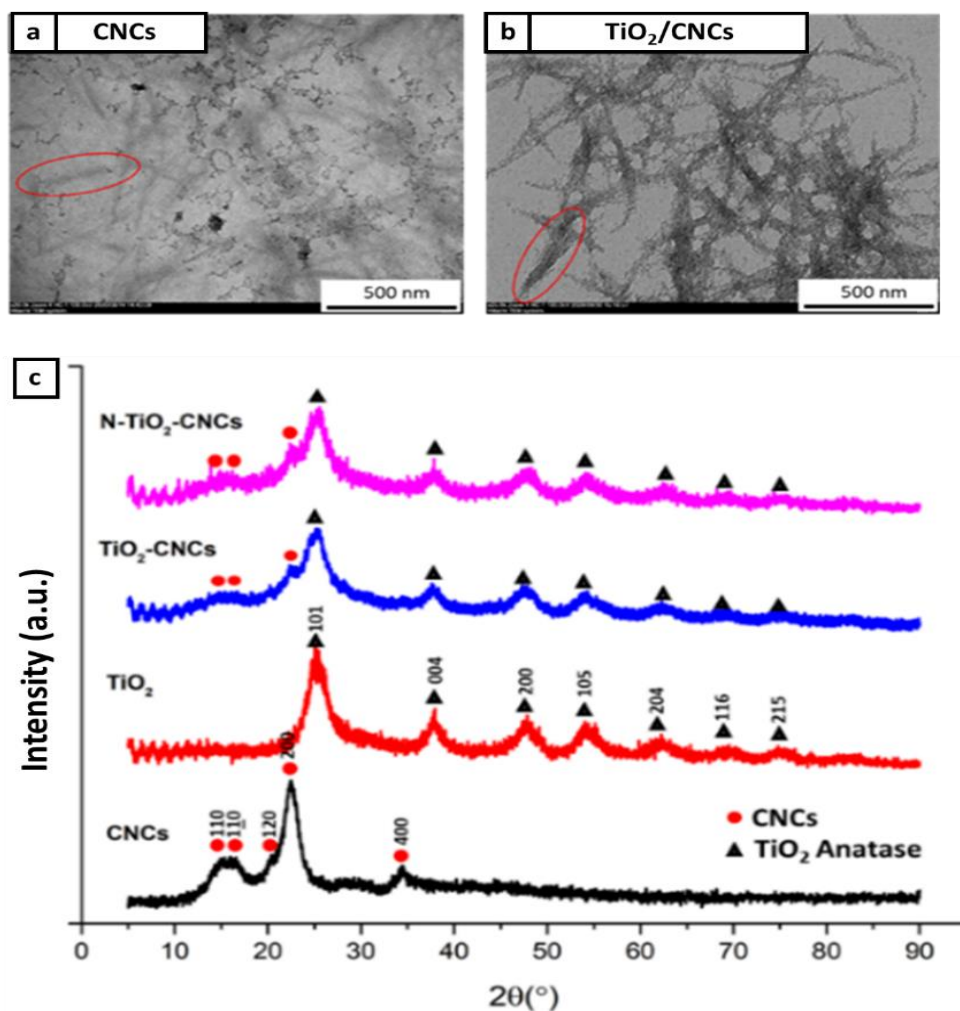 a CNCs
b TiO₂/CNCs
500 nm
500 nm
c
N-TiO₂-CNCs
TiO₂-CNCs
TiO₂
101
004
200
105
204
116
215
CNCs
110
110
120
200
400
CNCs
TiO₂ Anatase
Intensity (a.u.)
0 10 20 30 40 50 60 70 80 90
2θ(°)